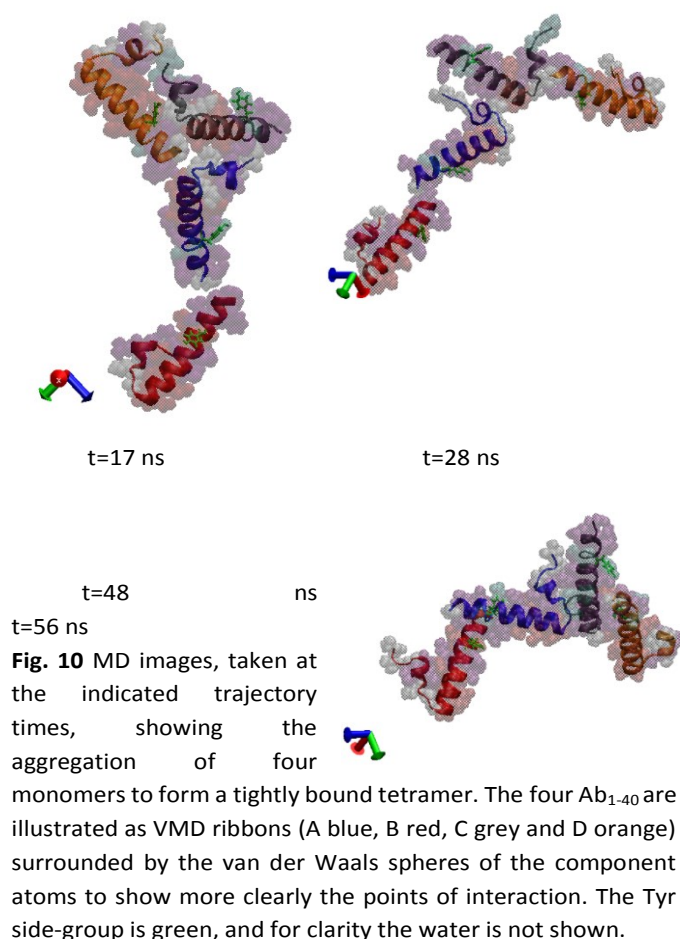 t=17 ns t=28 ns
t=48 ns
t=56 ns
Fig. 10 MD images, taken at
the indicated trajectory
times, showing the
aggregation of four
monomers to form a tightly bound tetramer. The four Ab₁₋₄₀ are
illustrated as VMD ribbons (A blue, B red, C grey and D orange)
surrounded by the van der Waals spheres of the component
atoms to show more clearly the points of interaction. The Tyr
side-group is green, and for clarity the water is not shown.